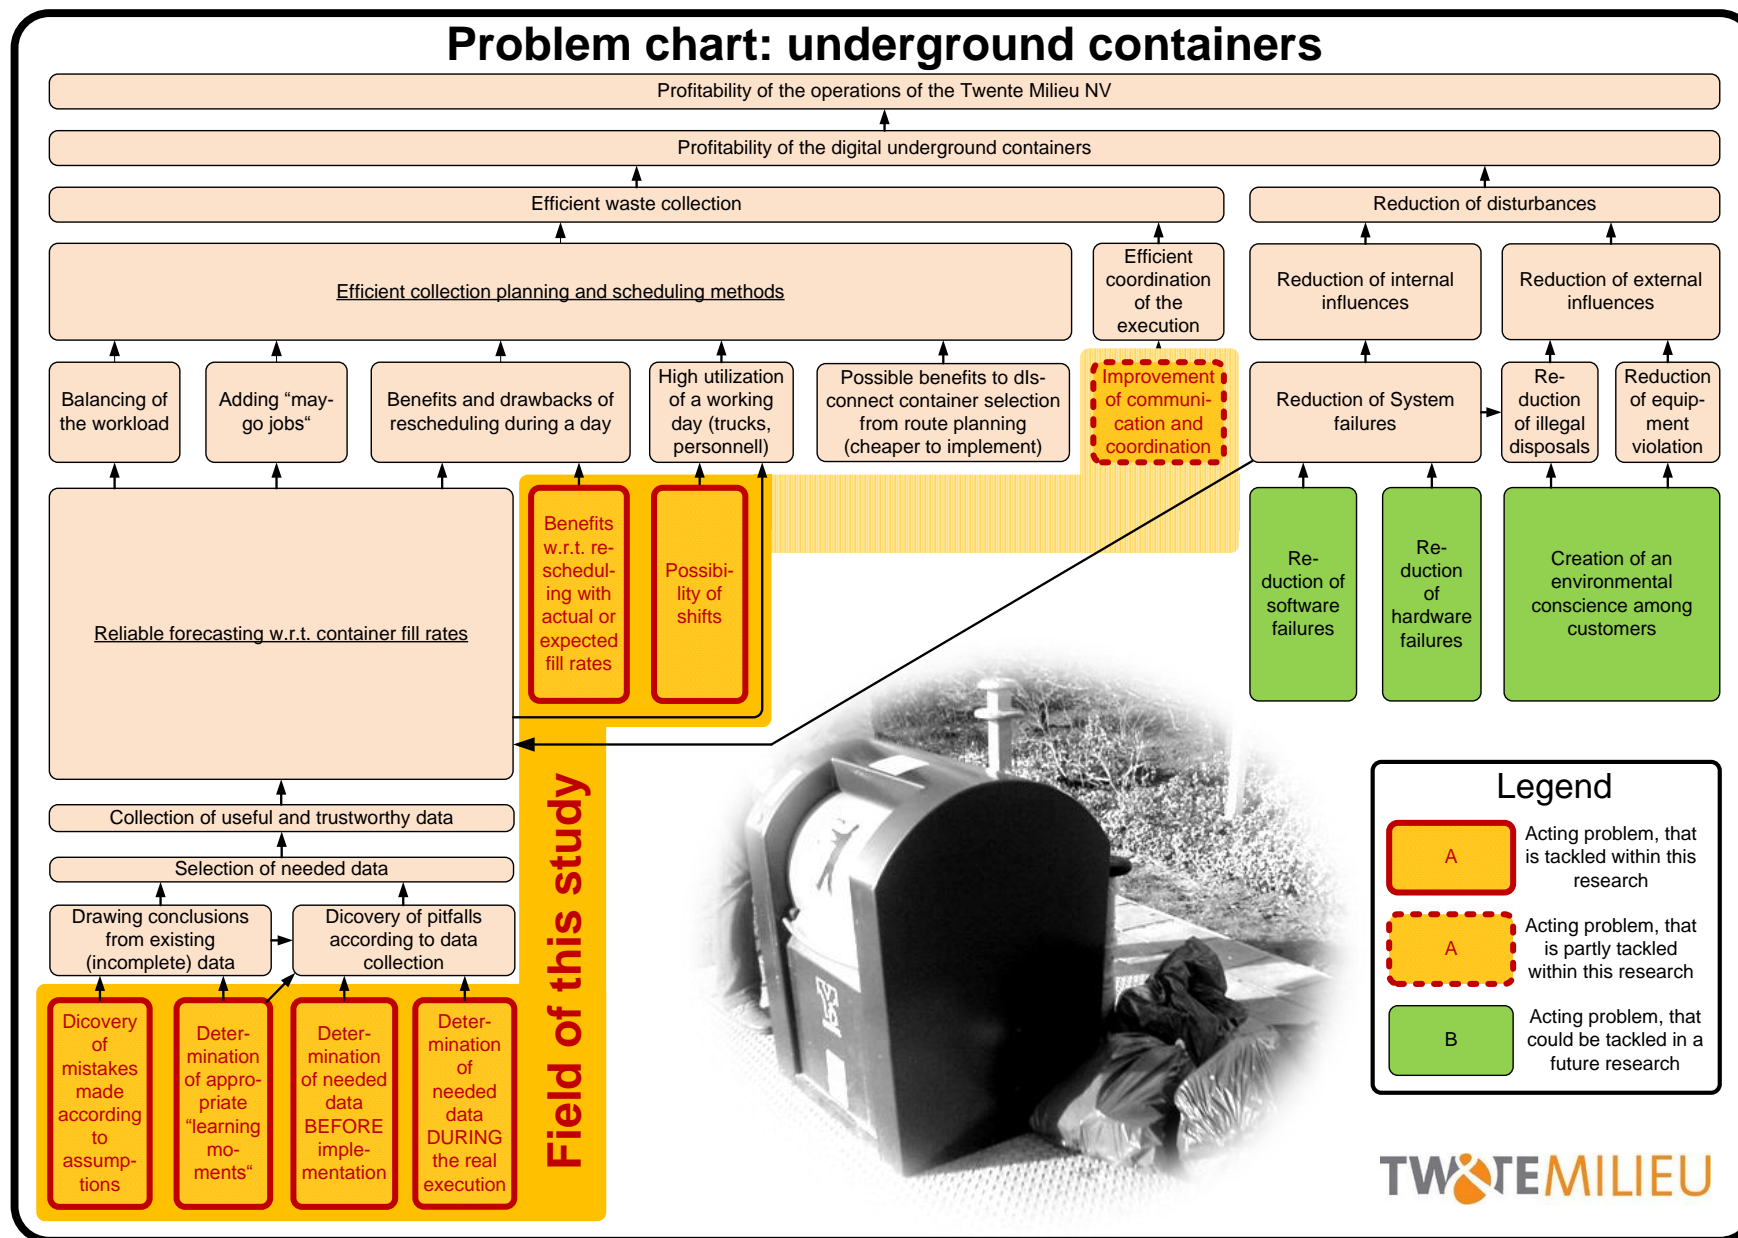 Problem chart: underground containers
Profitability of the operations of the Twente Milieu NV
Profitability of the digital underground containers
Efficient waste collection
Reduction of disturbances
Efficient collection planning and scheduling methods
Efficient
coordination
of the
execution
Reduction of internal
influences
Reduction of external
influences
Balancing of
the workload
Adding “may-
go jobs“
Benefits and drawbacks of
rescheduling during a day
High utilization
of a working
day (trucks,
personnell)
Possible benefits to dIs-
connect container selection
from route planning
(cheaper to implement)
Improvement
of communi-
cation and
coordination
Reduction of System
failures
Re-
duction
of illegal
disposals
Reduction
of equip-
ment
violation
Reliable forecasting w.r.t. container fill rates
Benefits
w.r.t. re-
schedul-
ing with
actual or
expected
fill rates
Possibi-
lity of
shifts
Re-
duction of
software
failures
Re-
duction
of
hardware
failures
Creation of an
environmental
conscience among
customers
Collection of useful and trustworthy data
Selection of needed data
Drawing conclusions
from existing
(incomplete) data
Dicovery of pitfalls
according to data
collection
Dicovery
of
mistakes
made
according
to
assump-
tions
Deter-
mination
of appro-
priate
“learning
mo-
ments“
Deter-
mination
of needed
data
BEFORE
imple-
mentation
Deter-
mination
of
needed
data
DURING
the real
execution
Field of this study
Legend
A
Acting problem, that
is tackled within this
research
A
Acting problem, that
is partly tackled
within this research
B
Acting problem, that
could be tackled in a
future research
TWENTEMILIEU